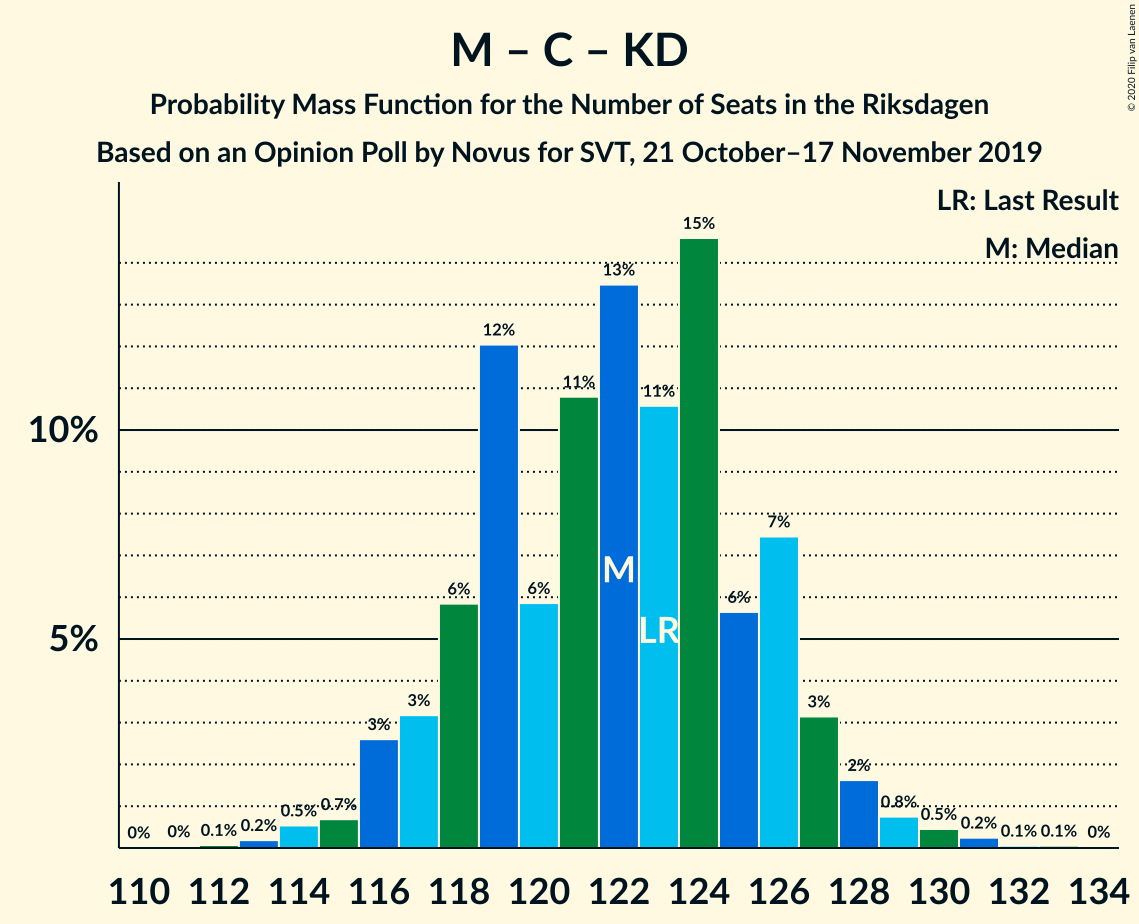 M – C – KD
Probability Mass Function for the Number of Seats in the Riksdagen
Based on an Opinion Poll by Novus for SVT, 21 October–17 November 2019
© 2020 Filip van Laenen
LR: Last Result
M: Median
10%
5%
0% 0% 0.1% 0.2% 0.5% 0.7% 3% 3% 6% 12% 6% 11% 13% 11% 15% 6% 7% 3% 2% 0.8% 0.5% 0.2% 0.1% 0.1% 0%
M
LR
110 112 114 116 118 120 122 124 126 128 130 132 134